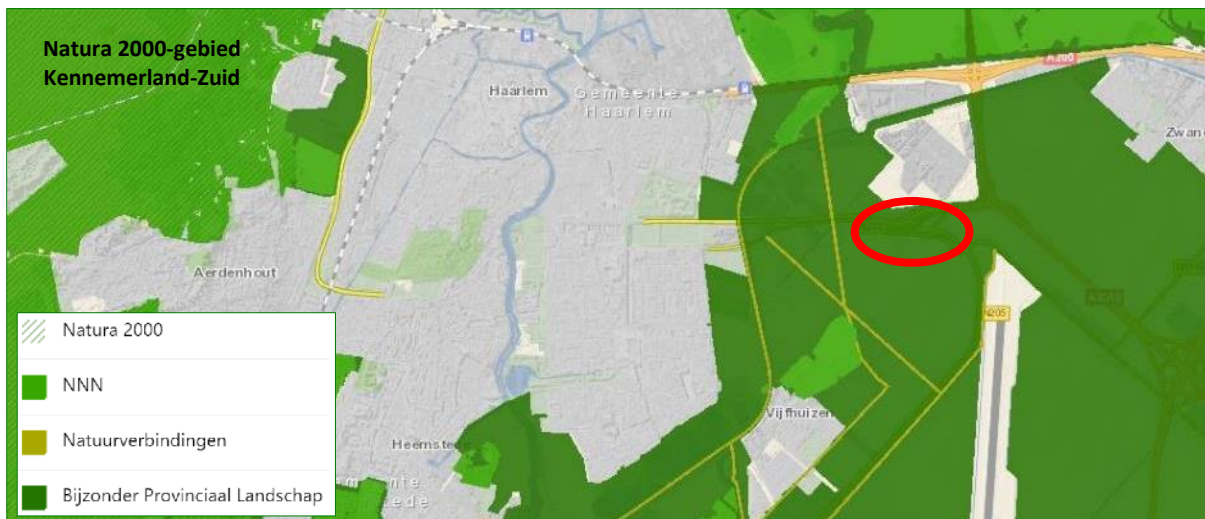 Natura 2000-gebied
Kennemerland-Zuid
A200
Haarlem
Gemeente
Haarlem
Zwan
Aerdenhout
N205
Vijfhuizen
Heemstede
Natura 2000
NNN
Natuurverbindingen
Bijzonder Provinciaal Landschap